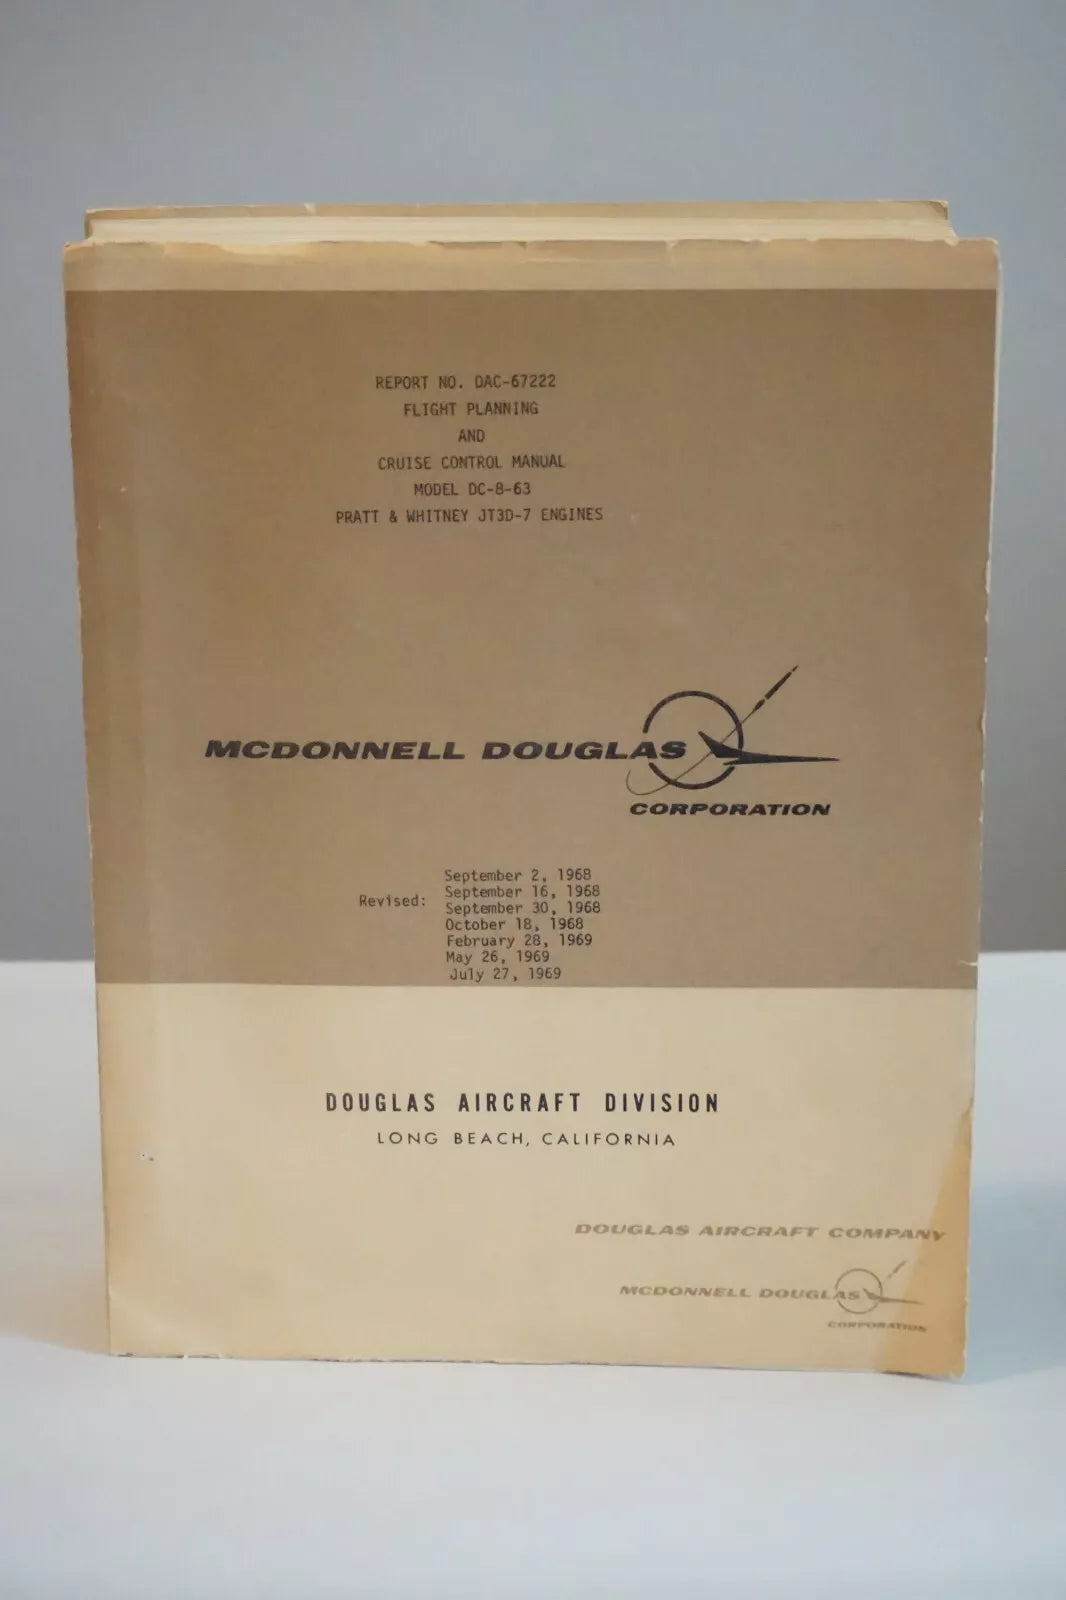 REPORT NO. DAC-67222
FLIGHT PLANNING
AND
CRUISE CONTROL MANUAL
MODEL DC-8-63
PRATT & WHITNEY JT3D-7 ENGINES
MCDONNELL DOUGLAS
CORPORATION
September 2, 1968
Revised: September 16, 1968
September 30, 1968
October 18, 1968
February 28, 1969
May 26, 1969
July 27, 1969
DOUGLAS AIRCRAFT DIVISION
LONG BEACH, CALIFORNIA
DOUGLAS AIRCRAFT COMPANY
MCDONNELL DOUGLAS
CORPORATION